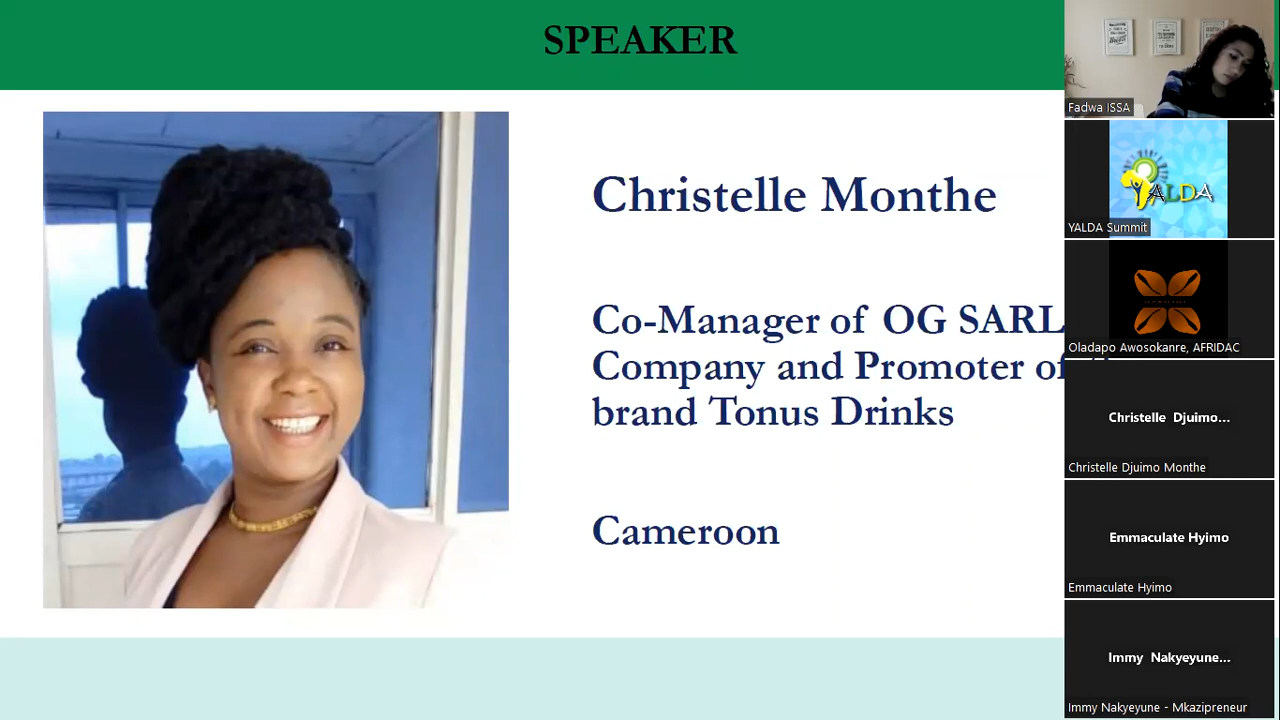 SPEAKER
Christelle Monthe
Co-Manager of OG SARL
Company and Promoter of
brand Tonus Drinks
Cameroon
Fadwa ISSA
YALDA
YALDA Summit
Oladapo Awosokanre, AFRIDAC
Christelle Djuimo...
Christelle Djuimo Monthe
Emmaculate Hyimo
Emmaculate Hyimo
Immy Nakyeyune...
Immy Nakyeyune - Mkazipreneur